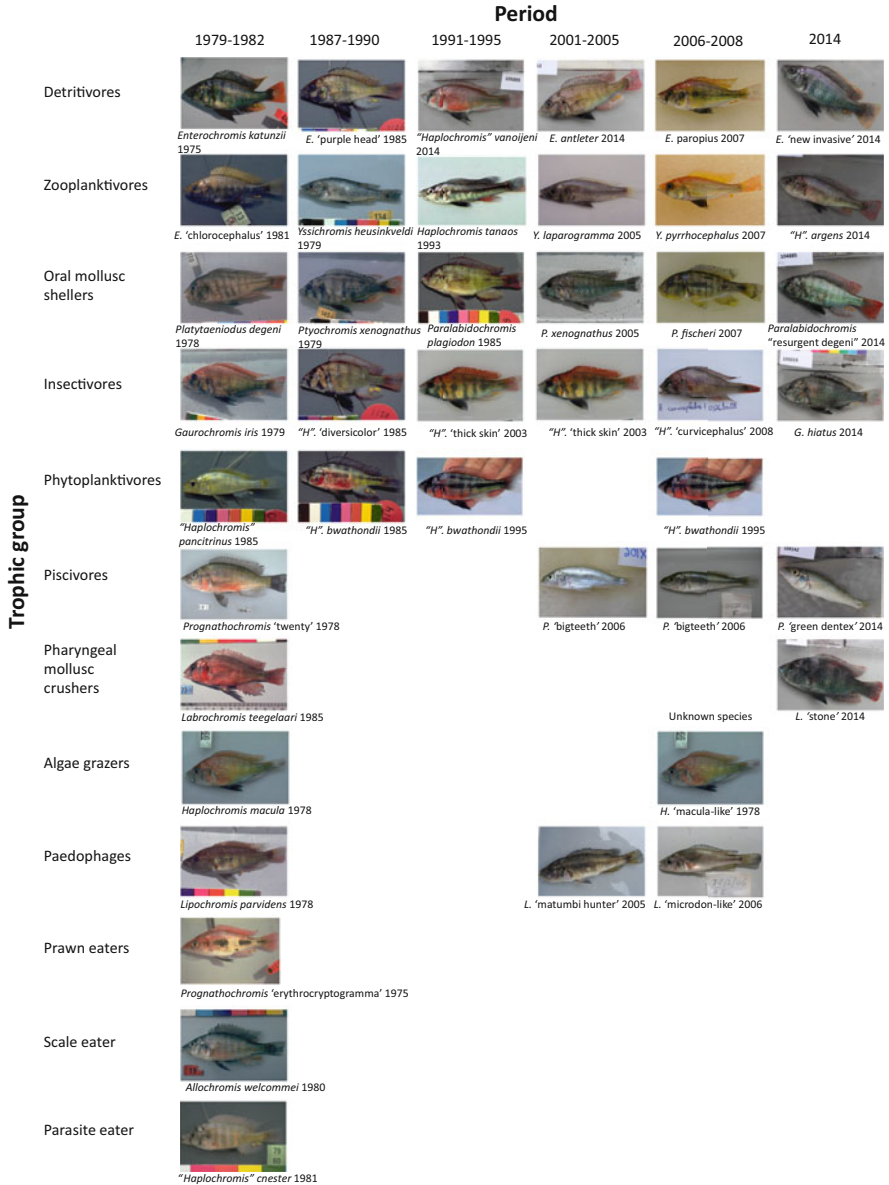 Period
1979-1982 1987-1990 1991-1995 2001-2005 2006-2008 2014
Trophic group
Detritivores
Enterochromis katunzii 1975
E. ‘purple head’ 1985
“Haplochromis” vanoijeni 2014
E. antleter 2014
E. paropius 2007
E. ‘new invasive’ 2014
Zooplanktivores
E. ‘chlorocephalus’ 1981
Yssichromis heusinkveldi 1979
Haplochromis tanaos 1993
Y. laparogramma 2005
Y. pyrrhocephalus 2007
“H”. argens 2014
Oral mollusc
shellers
Platytaeniodus degeni 1978
Ptyochromis xenognathus 1979
Paralabidochromis plagiodon 1985
P. xenognathus 2005
P. fischeri 2007
Paralabidochromis “resurgent degeni” 2014
Insectivores
Gaurochromis iris 1979
“H”. ‘diversicolor’ 1985
“H”. ‘thick skin’ 2003
“H”. ‘thick skin’ 2003
“H”. ‘curvicephalus’ 2008
G. hiatus 2014
Phytoplanktivores
“Haplochromis” pancitrinus 1985
“H”. bwathondii 1985
“H”. bwathondii 1995
“H”. bwathondii 1995
Piscivores
Prognathochromis ‘twenty’ 1978
P. ‘bigteeth’ 2006
P. ‘bigteeth’ 2006
P. ‘green dentex’ 2014
Pharyngeal
mollusc
crushers
Labrochromis teegelaari 1985
Unknown species
L. ‘stone’ 2014
Algae grazers
Haplochromis macula 1978
H. ‘macula-like’ 1978
Paedophages
Lipochromis parvidens 1978
L. ‘matumbi hunter’ 2005
L. ‘microdon-like’ 2006
Prawn eaters
Prognathochromis ‘erythrocryptogramma’ 1975
Scale eater
Allochromis welcommei 1980
Parasite eater
“Haplochromis” cnester 1981